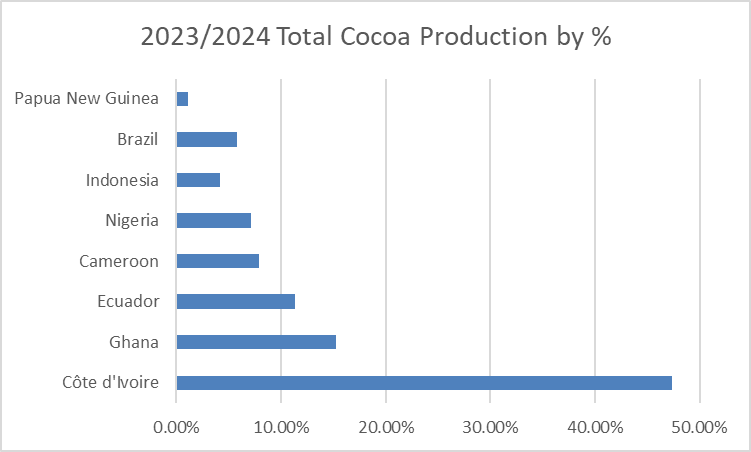 2023/2024 Total Cocoa Production by %
Papua New Guinea
Brazil
Indonesia
Nigeria
Cameroon
Ecuador
Ghana
Côte d'Ivoire
0.00% 10.00% 20.00% 30.00% 40.00% 50.00%